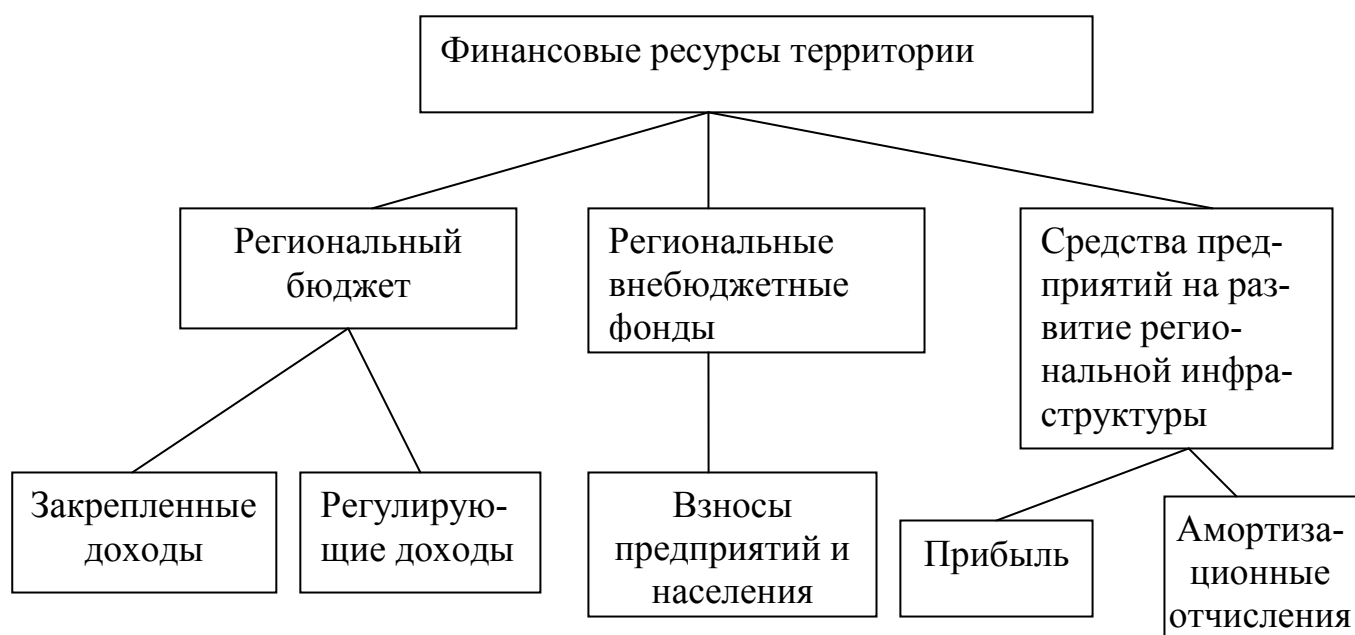 Финансовые ресурсы территории
Региональный
бюджет
Региональные
внебюджетные
фонды
Средства пред-
приятий на раз-
витие регио-
нальной инфра-
структуры
Закрепленные
доходы
Регулирую-
щие доходы
Взносы
предприятий и
населения
Прибыль
Амортиза-
ционные
отчисления